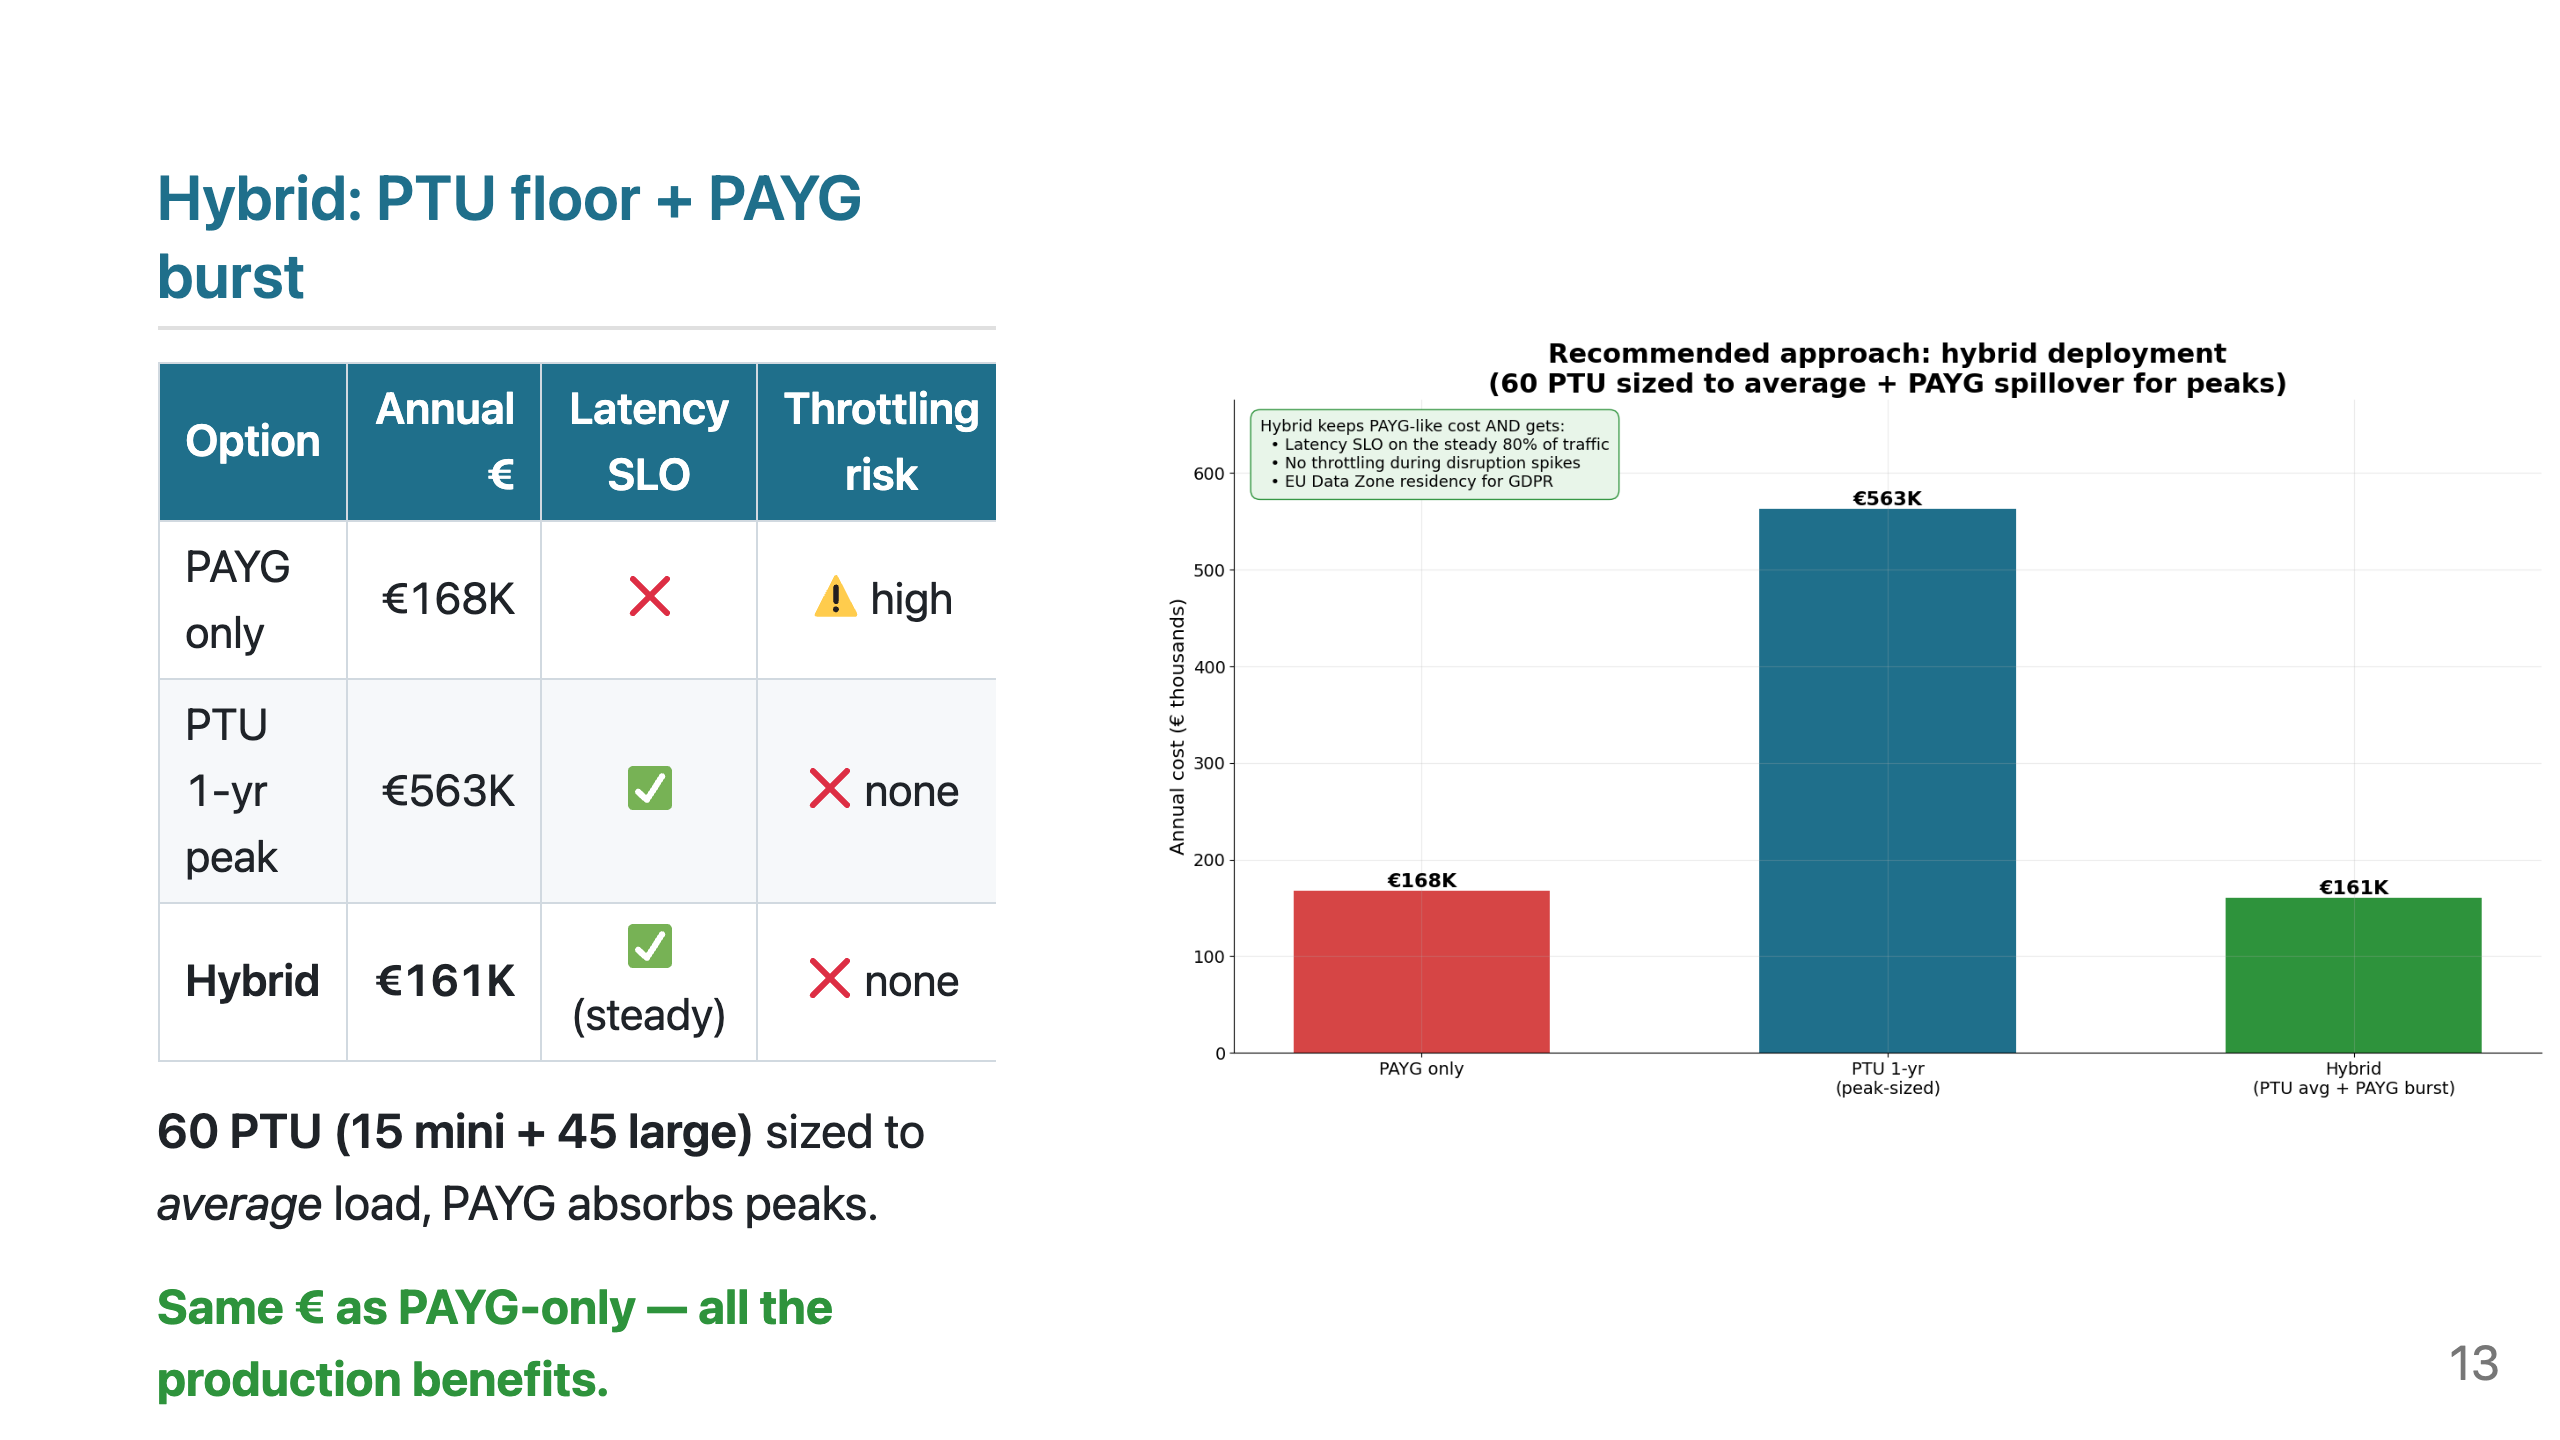 Hybrid: PTU floor + PAYG
burst
Option
Annual
€
Latency
SLO
Throttling
risk
PAYG
only
€168K
❌
⚠️ high
PTU
1-yr
peak
€563K
✅
❌ none
Hybrid
€161K
✅
(steady)
❌ none
60 PTU (15 mini + 45 large) sized to
average load, PAYG absorbs peaks.
Same € as PAYG-only — all the
production benefits.
Recommended approach: hybrid deployment
(60 PTU sized to average + PAYG spillover for peaks)
Hybrid keeps PAYG-like cost AND gets:
• Latency SLO on the steady 80% of traffic
• No throttling during disruption spikes
• EU Data Zone residency for GDPR
Annual cost (€ thousands)
600
500
400
300
200
100
0
€168K
€563K
€161K
PAYG only
PTU 1-yr
(peak-sized)
Hybrid
(PTU avg + PAYG burst)
13